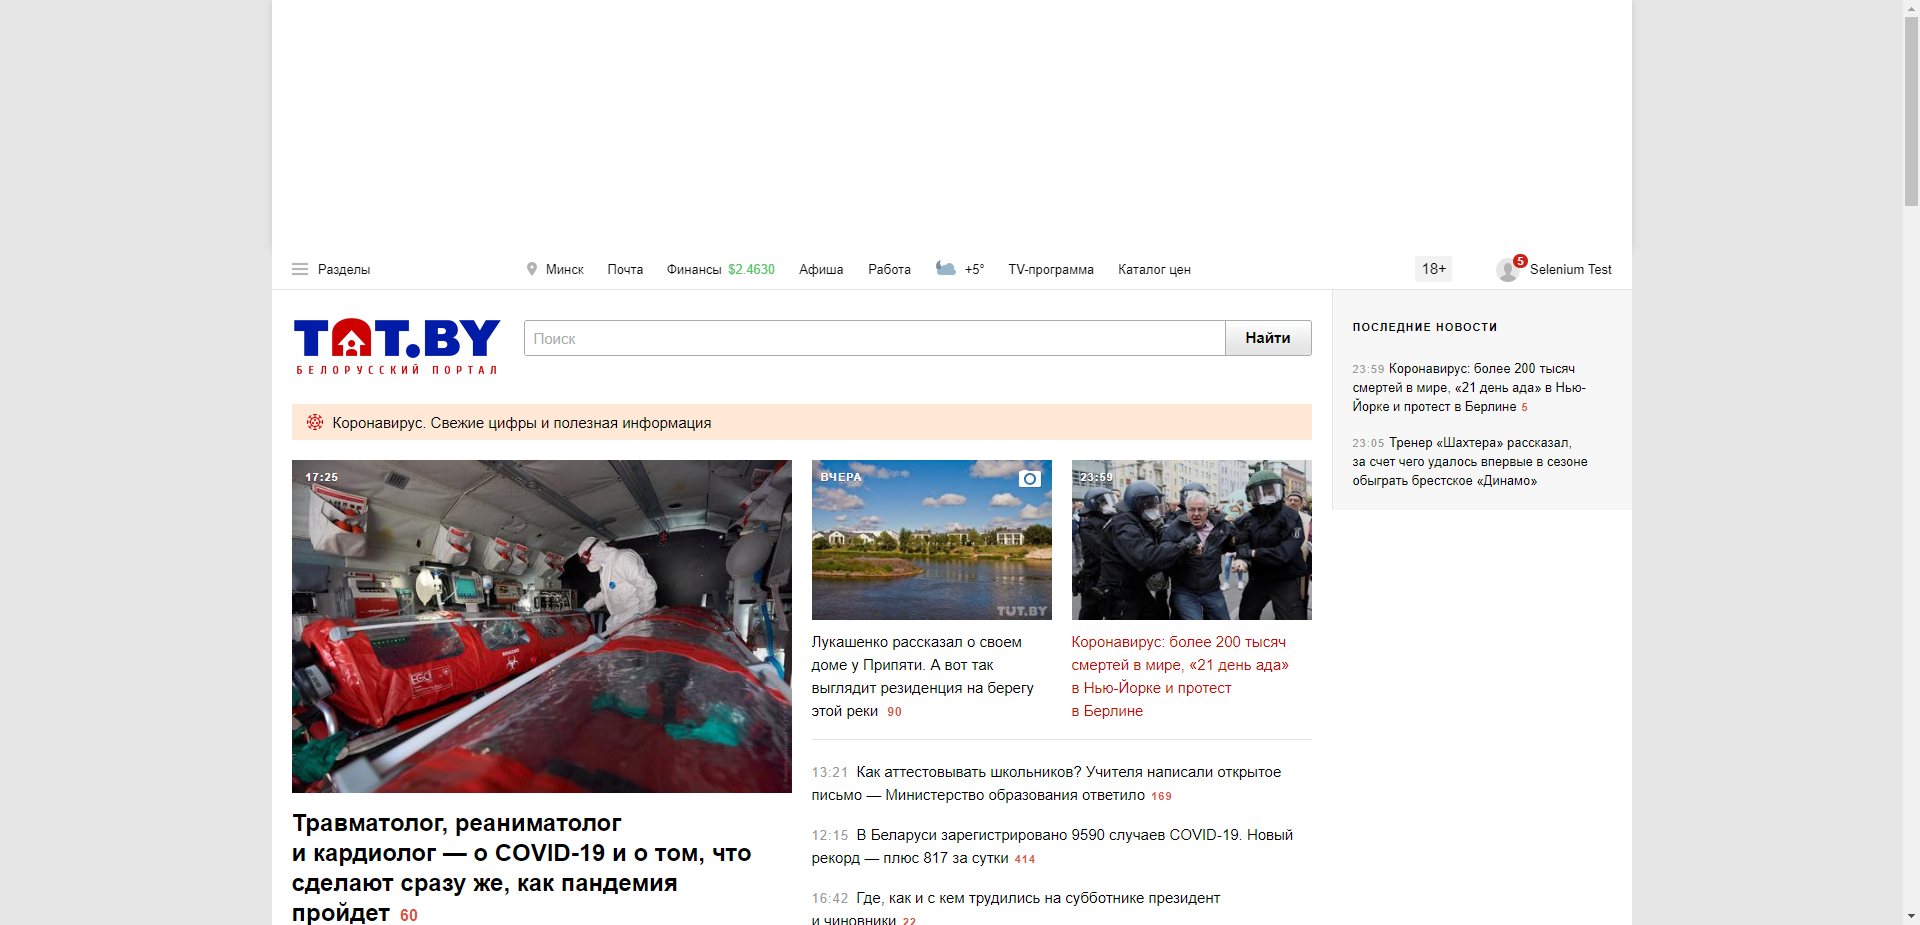 Разделы
Минск
Почта
Финансы $2.4630
Афиша
Работа
+5°
TV-программа
Каталог цен
18+
5
Selenium Test
TUT.BY
БЕЛОРУССКИЙ ПОРТАЛ
Поиск
Найти
Коронавирус. Свежие цифры и полезная информация
17:25
Травматолог, реаниматолог
и кардиолог — о COVID-19 и о том, что
сделают сразу же, как пандемия
пройдет 60
ВЧЕРА
TUT.BY
Лукашенко рассказал о своем
доме у Припяти. А вот так
выглядит резиденция на берегу
этой реки 90
23:59
Коронавирус: более 200 тысяч
смертей в мире, «21 день ада»
в Нью-Йорке и протест
в Берлине
13:21 Как аттестовывать школьников? Учителя написали открытое
письмо — Министерство образования ответило 169
12:15 В Беларуси зарегистрировано 9590 случаев COVID-19. Новый
рекорд — плюс 817 за сутки 414
16:42 Где, как и с кем трудились на субботнике президент
и чиновники 22
ПОСЛЕДНИЕ НОВОСТИ
23:59 Коронавирус: более 200 тысяч
смертей в мире, «21 день ада» в Нью-
Йорке и протест в Берлине 5
23:05 Тренер «Шахтера» рассказал,
за счет чего удалось впервые в сезоне
обыграть брестское «Динамо»